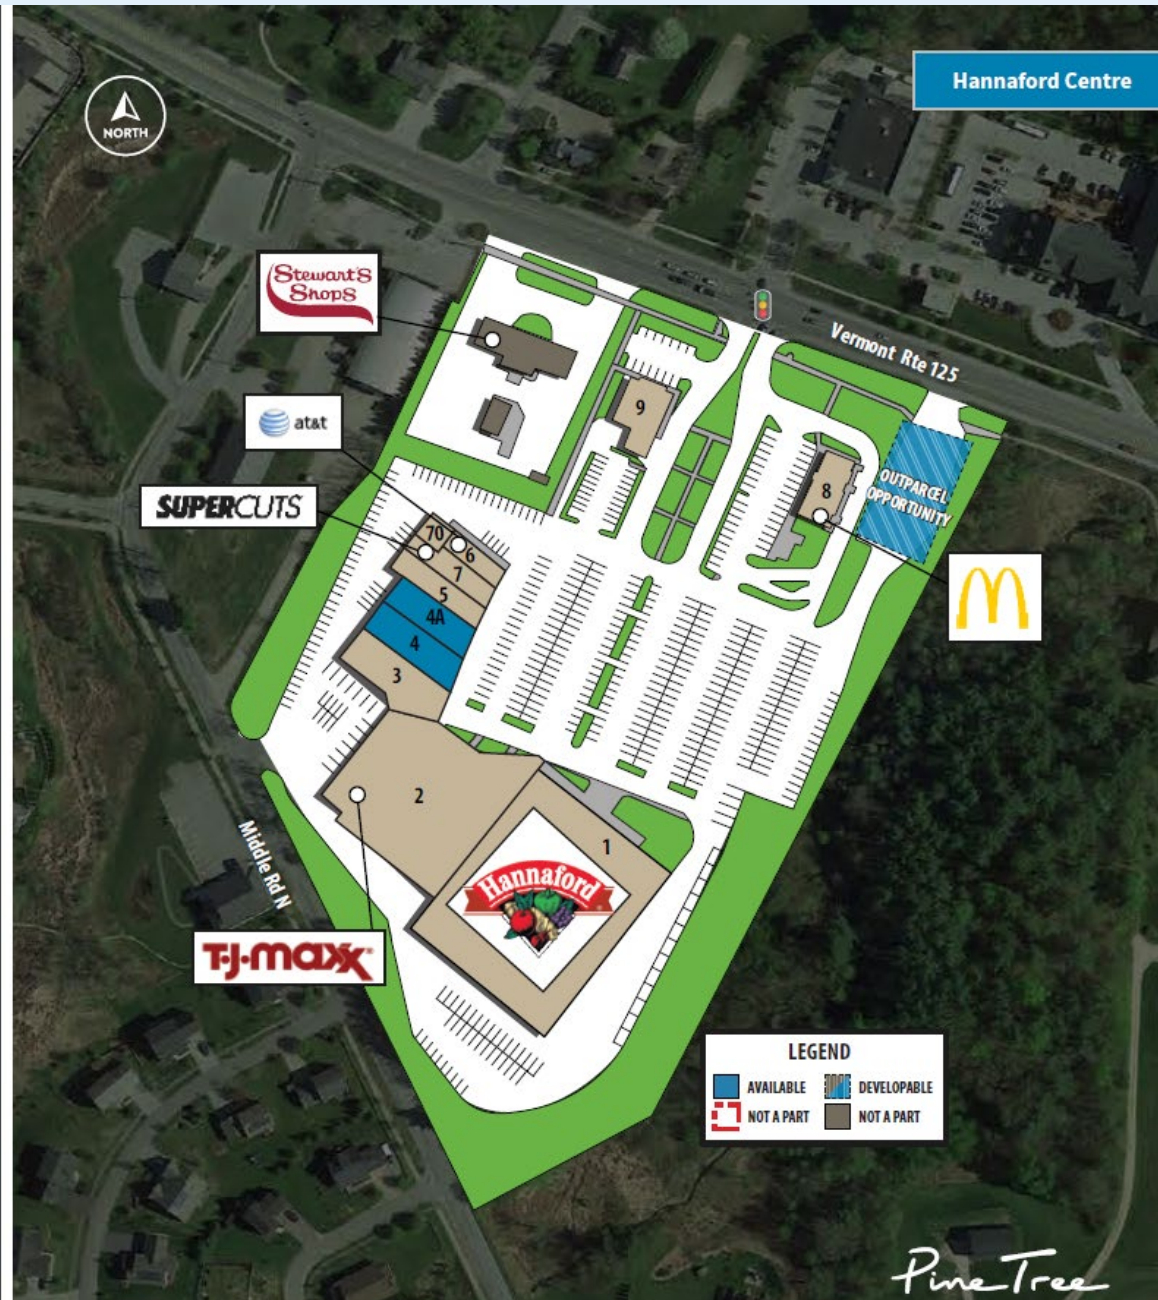 Hannaford Centre
NORTH
Stewart's
Shops
Vermont Rte 125
at&t
9
8
OUTPARCEL
OPPORTUNITY
SUPERCUTS
70
6
7
5
4A
4
3
2
1
Hannaford
Middle Rd N
T·J·maxx
LEGEND
AVAILABLE
DEVELOPABLE
NOT A PART
NOT A PART
Pine Tree